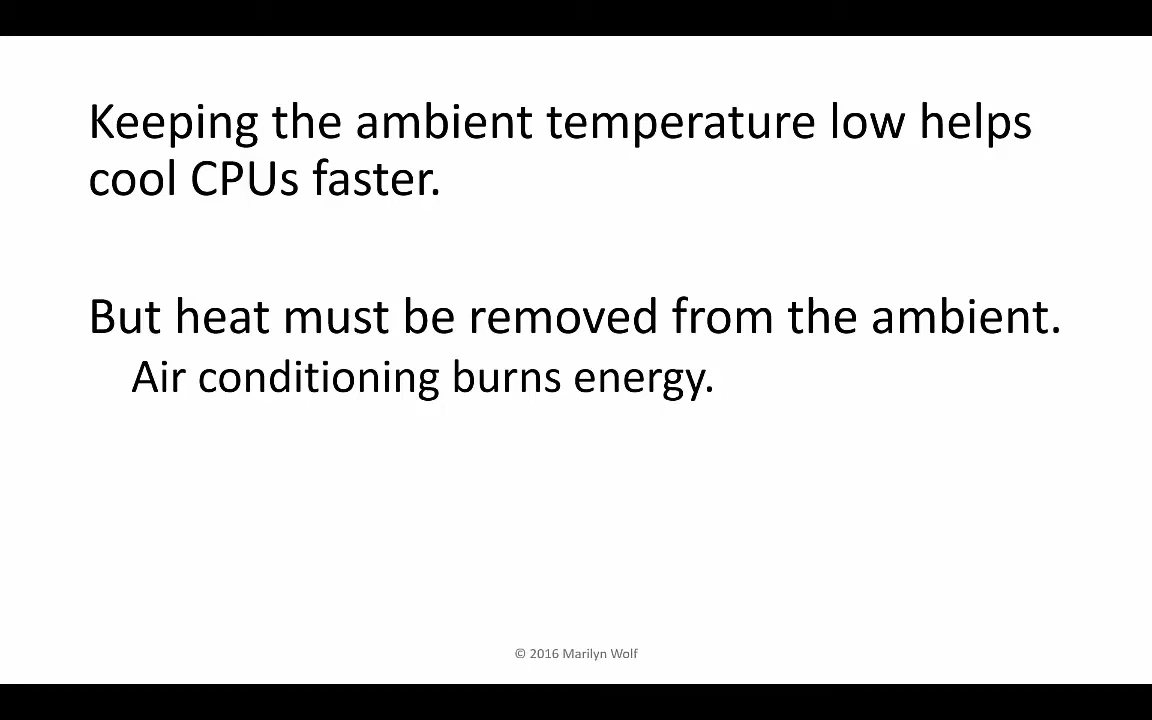 Keeping the ambient temperature low helps
cool CPUs faster.
But heat must be removed from the ambient.
Air conditioning burns energy.
© 2016 Marilyn Wolf